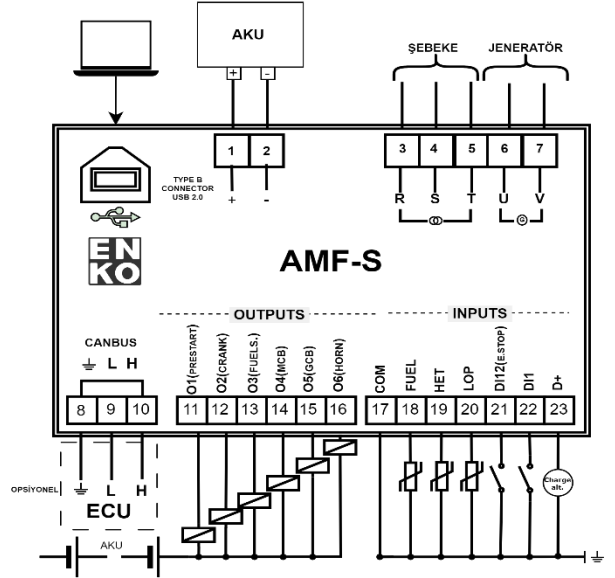 AKU
+ -
ŞEBEKE JENERATÖR
1 2
3 4 5 6 7
TYPE B
CONNECTOR
USB 2.0
+ -
R S T U V
G
EN
KO
AMF-S
OUTPUTS
INPUTS
CANBUS
L H
O1(PRESTART)
O2(CRANK)
O3(FUELS.)
O4(MCB)
O5(GCB)
O6(HORN)
COM
FUEL
HET
LOP
DI12(E.STOP)
DI1
D+
8 9 10
11 12 13 14 15 16
17 18 19 20 21 22 23
OPSİYONEL
L H
ECU
Charge
alt.
AKU